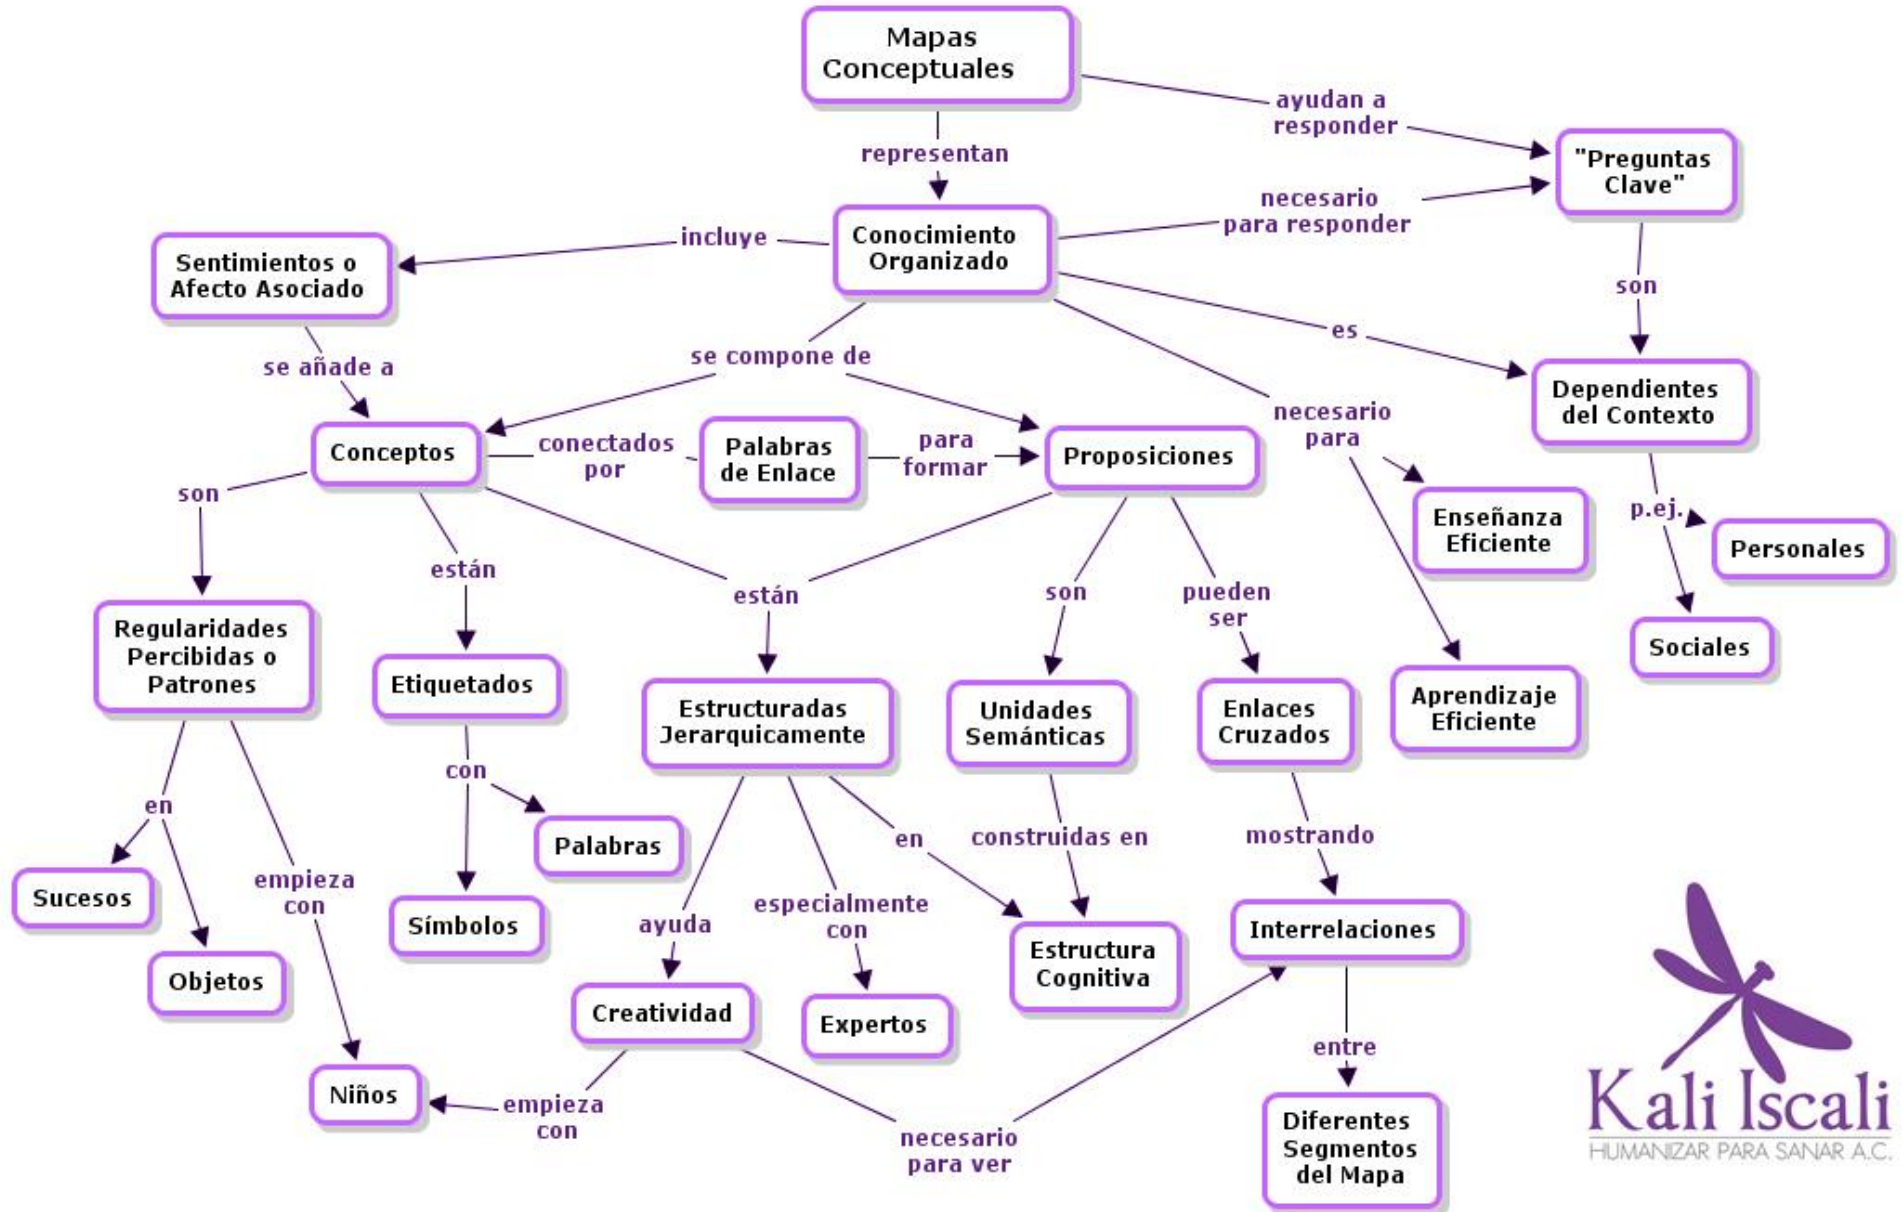 Mapas
Conceptuales
ayudan a
responder
representan
"Preguntas
Clave"
necesario
para responder
incluye
Conocimiento
Organizado
Sentimientos o
Afecto Asociado
son
es
se añade a
se compone de
Dependientes
del Contexto
necesario
para
Conceptos
conectados
por
Palabras
de Enlace
para
formar
Proposiciones
son
Enseñanza
Eficiente
p.ej.
Personales
están
están
son
pueden
ser
Regularidades
Percibidas o
Patrones
Sociales
Etiquetados
Estructuradas
Jerarquicamente
Unidades
Semánticas
Enlaces
Cruzados
Aprendizaje
Eficiente
con
en
Palabras
en
construidas en
mostrando
Sucesos
empieza
con
Símbolos
ayuda
especialmente
con
Interrelaciones
Objetos
Estructura
Cognitiva
Creatividad
Expertos
entre
Niños
empieza
con
necesario
para ver
Diferentes
Segmentos
del Mapa
Kali Iscali
HUMANIZAR PARA SANAR A.C.